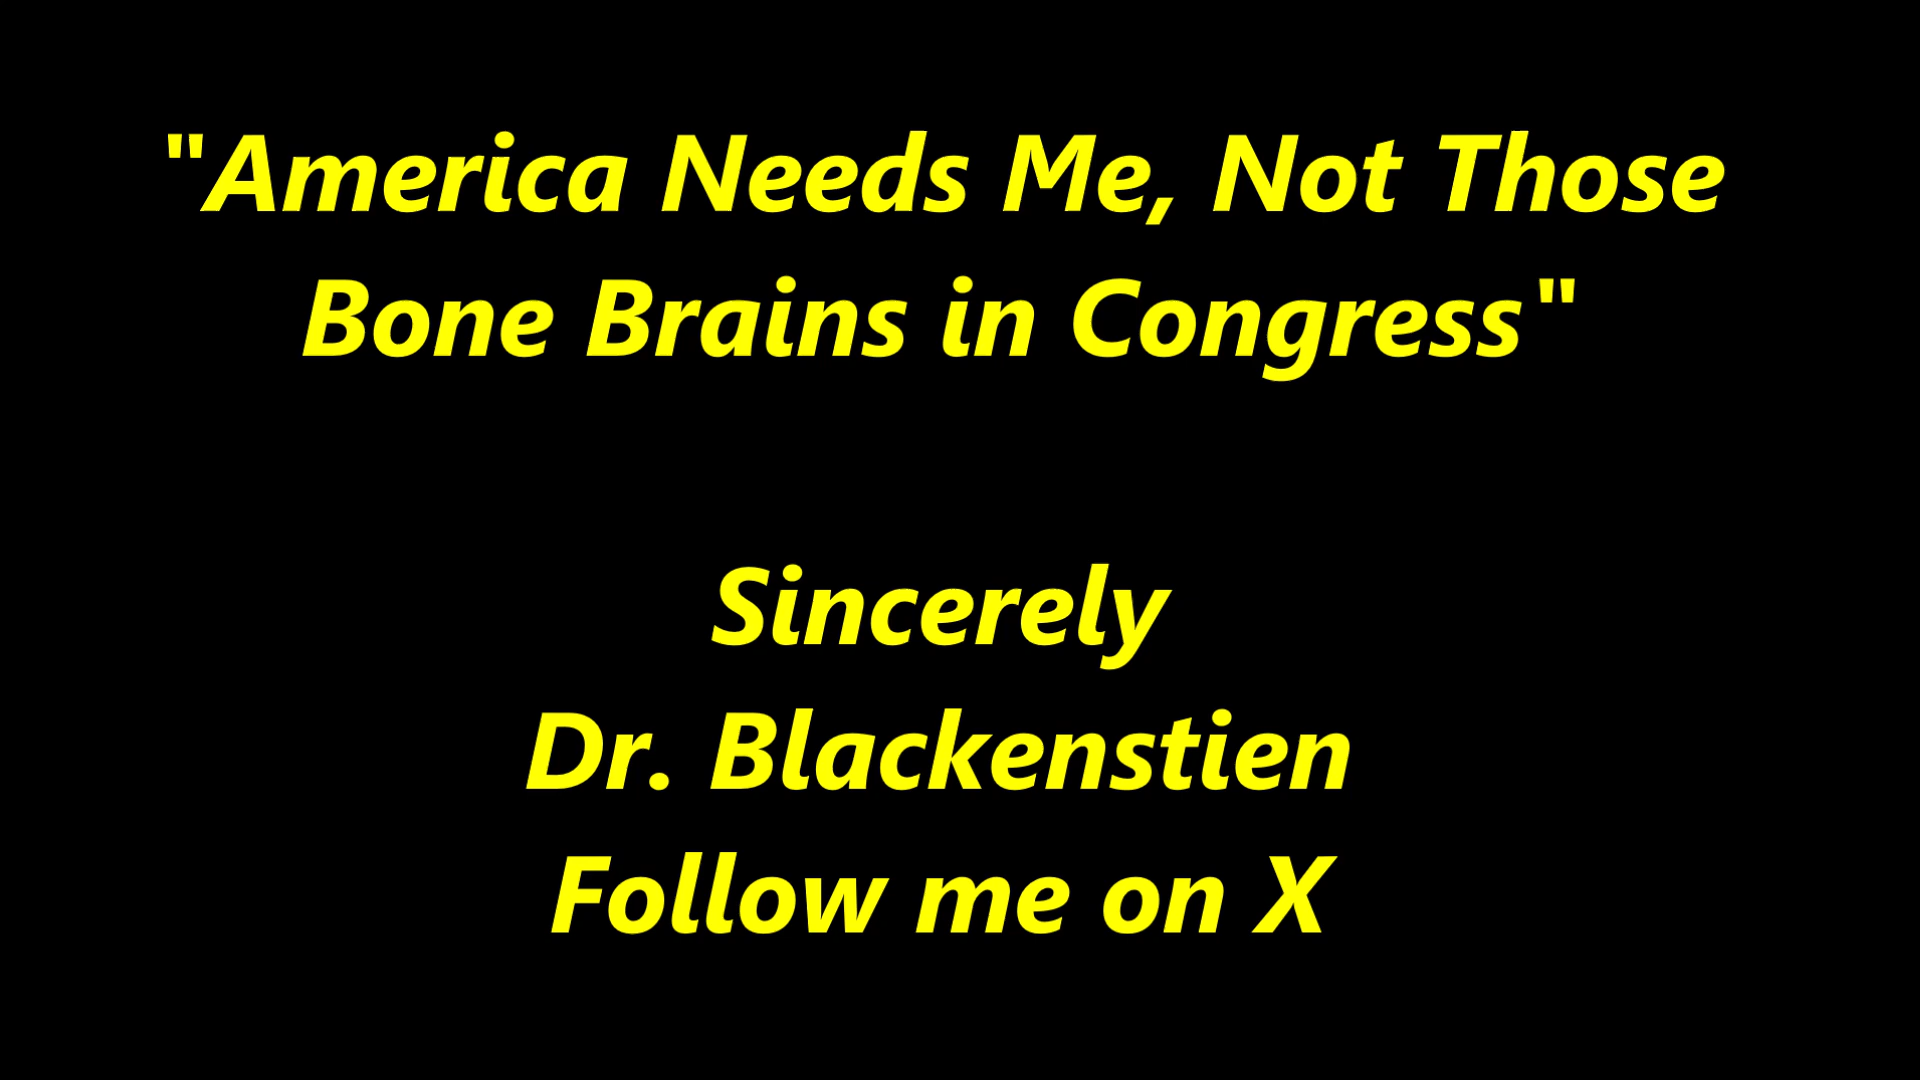 "America Needs Me, Not Those
Bone Brains in Congress"
Sincerely
Dr. Blackenstien
Follow me on X